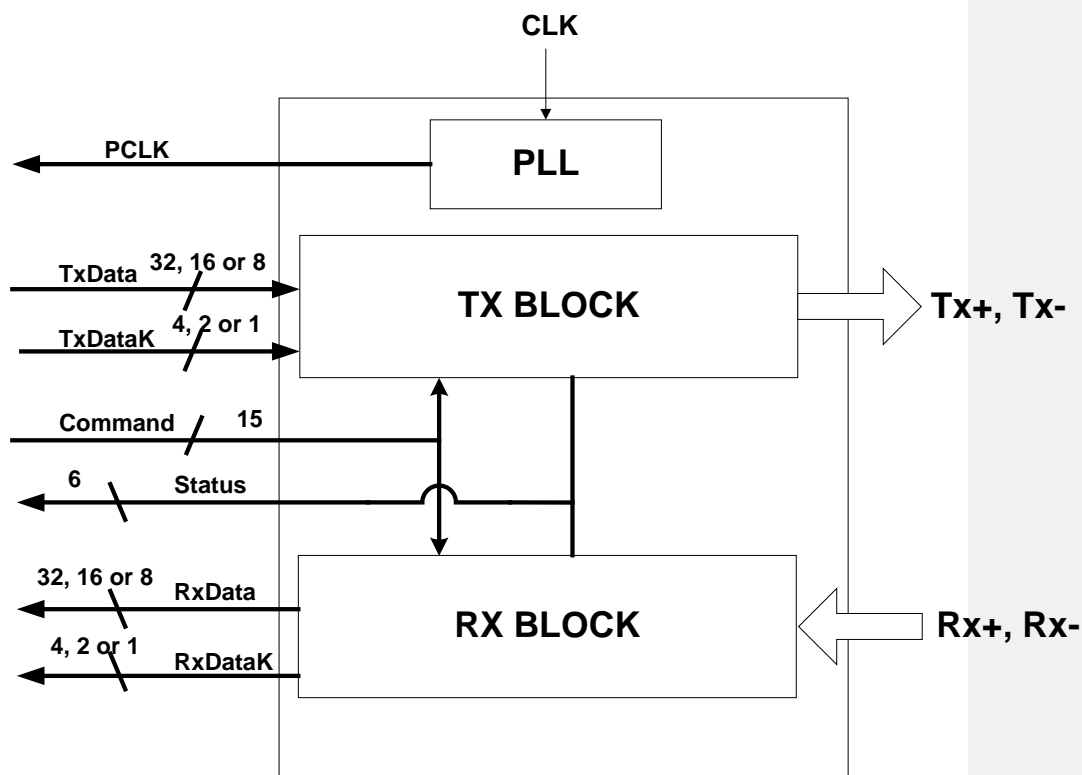 CLK
PCLK
PLL
32, 16 or 8
TxData
TX BLOCK
Tx+, Tx-
4, 2 or 1
TxDataK
Command
15
6
Status
32, 16 or 8
RxData
RX BLOCK
Rx+, Rx-
4, 2 or 1
RxDataK